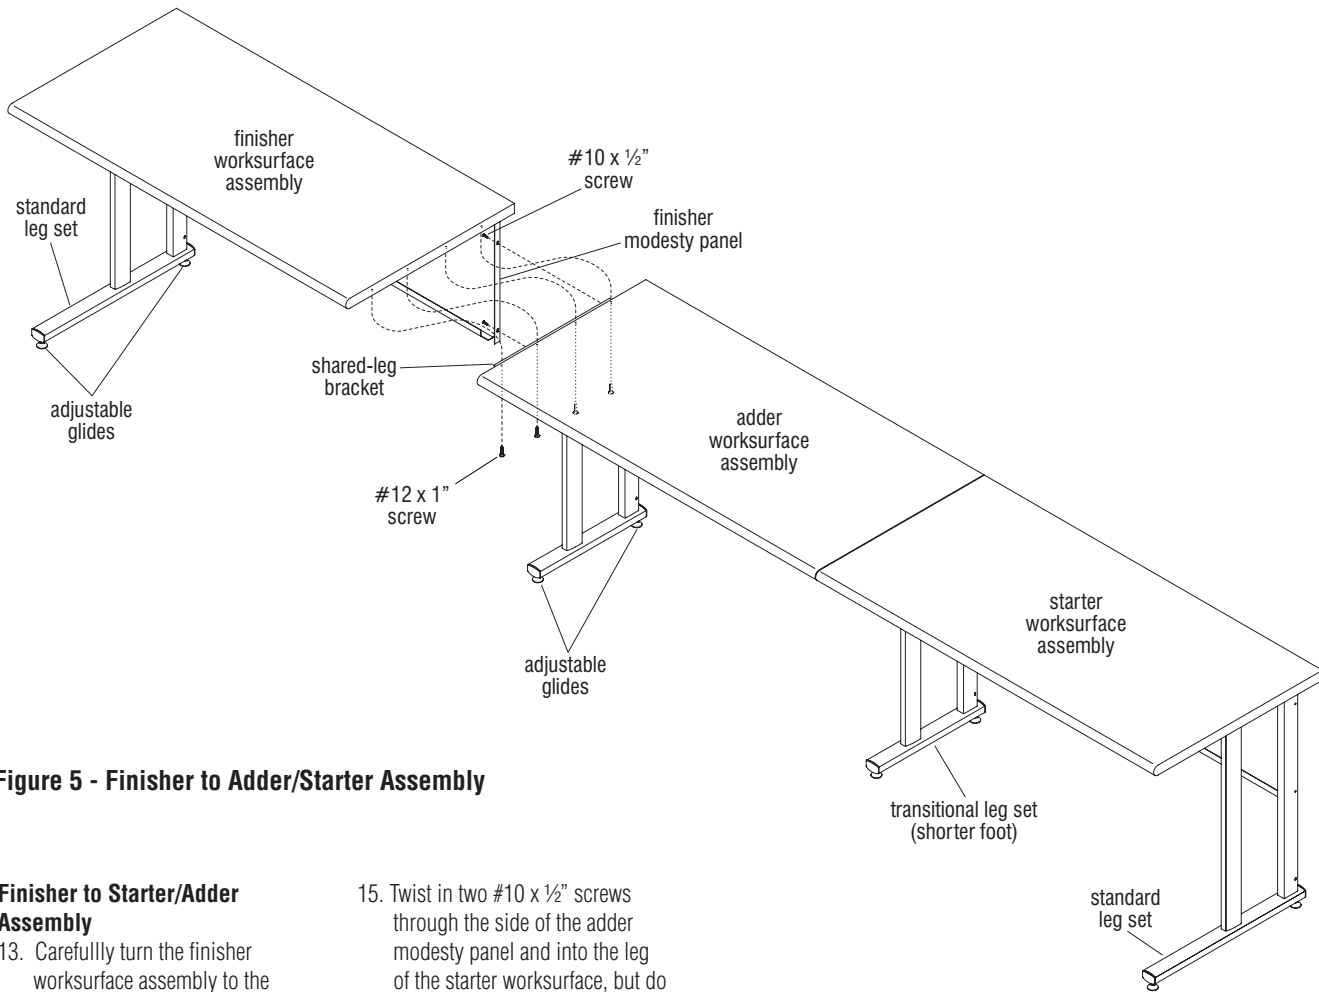 finisher
worksurface
assembly
#10 x ½”
screw
standard
leg set
finisher
modesty panel
shared-leg
bracket
adjustable
glides
adder
worksurface
assembly
#12 x 1”
screw
starter
worksurface
assembly
adjustable
glides
Figure 5 - Finisher to Adder/Starter Assembly
transitional leg set
(shorter foot)
standard
leg set
Finisher to Starter/Adder
Assembly
13. Carefullly turn the finisher
worksurface assembly to the
15. Twist in two #10 x ½” screws
through the side of the adder
modesty panel and into the leg
of the starter worksurface, but do